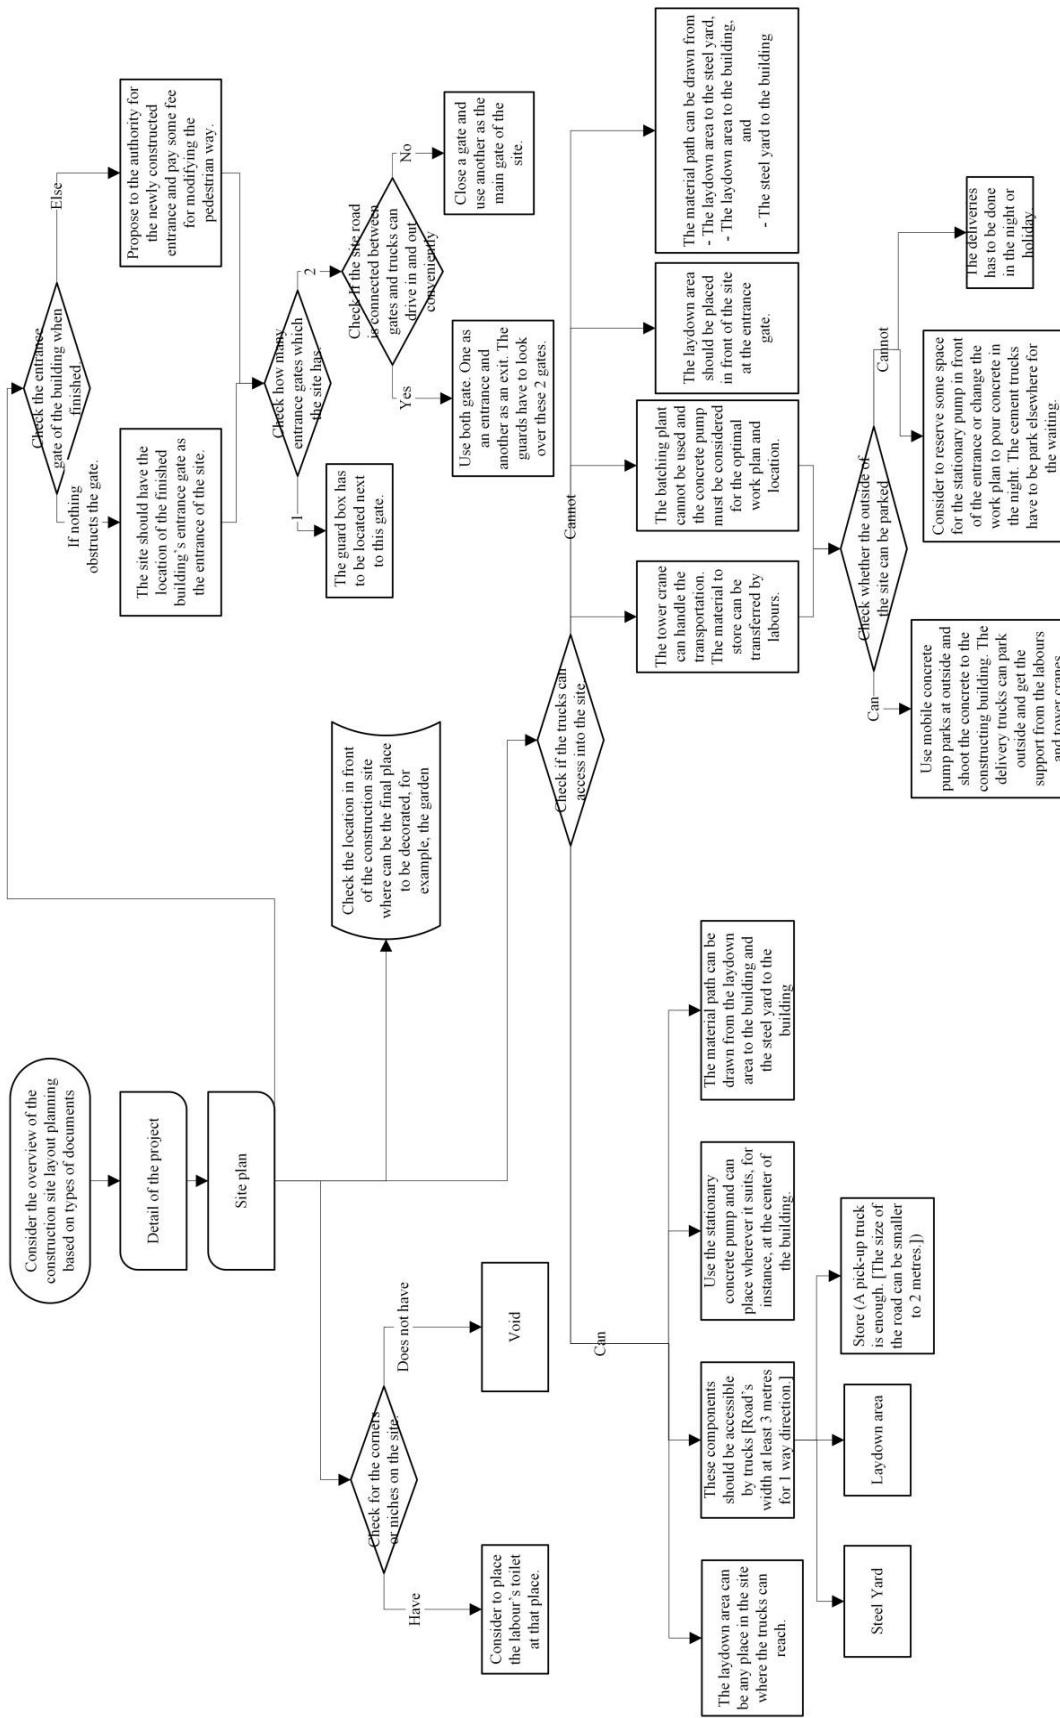 Consider the overview of the
construction site layout planning
based on types of documents
Detail of the project
Site plan
Check for the corners
or niches on the site.
Have
Does not have
Consider to place
the labour's toilet
at that place.
Void
Check the location in front
of the construction site
where can be the final place
to be decorated, for
example, the garden
Check the entrance
gate of the building when
finished.
If nothing
obstructs the gate.
Else
The site should have the
location of the finished
building's entrance gate as
the entrance of the site.
Propose to the authority for
the newly constructed
entrance and pay some fee
for modifying the
pedestrian way.
Check how many
entrance gates which
the site has.
1
2
The guard box has
to be located next
to this gate.
Check If the site road
is connected between
gates and trucks can
drive in and out
conveniently
Yes
No
Use both gate. One as
an entrance and
another as an exit. The
guards have to look
over these 2 gates.
Close a gate and
use another as the
main gate of the
site.
Check if the trucks can
access into the site.
Can
Cannot
The laydown area can
be any place in the site
where the trucks can
reach.
These components
should be accessible
by trucks [Road's
width at least 3 metres
for 1 way direction.]
Use the stationary
concrete pump and can
place wherever it suits, for
instance, at the center of
the building.
The material path can be
drawn from the laydown
area to the building and
the steel yard to the
building
Steel Yard
Laydown area
Store (A pick-up truck
is enough. [The size of
the road can be smaller
to 2 metres.])
The tower crane
can handle the
transportation.
The material to
store can be
transferred by
labours.
The batching plant
cannot be used and
the concrete pump
must be considered
for the optimal
work plan and
location.
The laydown area
should be placed
in front of the site
at the entrance
gate.
The material path can be drawn from
- The laydown area to the steel yard,
- The laydown area to the building,
and
- The steel yard to the building
Check whether the outside of
the site can be parked
Can
Cannot
Use mobile concrete
pump parks at outside and
shoot the concrete to the
constructing building. The
delivery trucks can park
outside and get the
support from the labours
and tower cranes
Consider to reserve some space
for the stationary pump in front
of the entrance or change the
work plan to pour concrete in
the night. The cement trucks
have to be park elsewhere for
the waiting.
The deliveries
has to be done
in the night or
holiday.